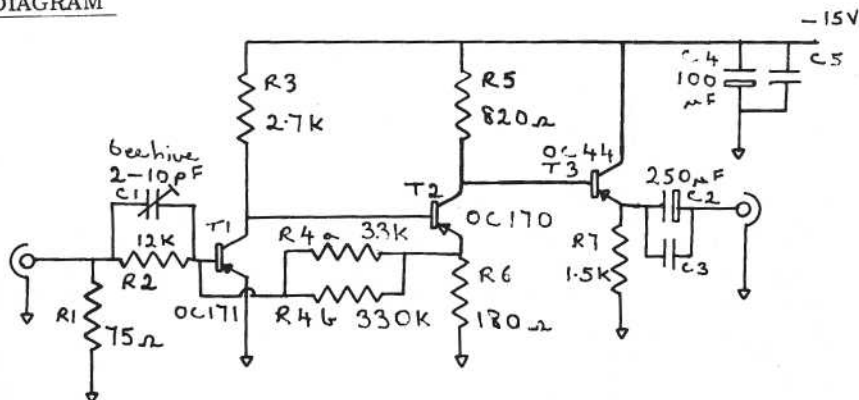 DIAGRAM
-15V
R3
2.7K
R5
820Ω
C4
100
μF
C5
beehive
2-10pF
C1
12K
R2
T1
OC171
R1
75Ω
R4a 33K
R4b 330K
T2
OC170
R6
180Ω
OC44
T3
R7
1.5K
250μF
C2
C3